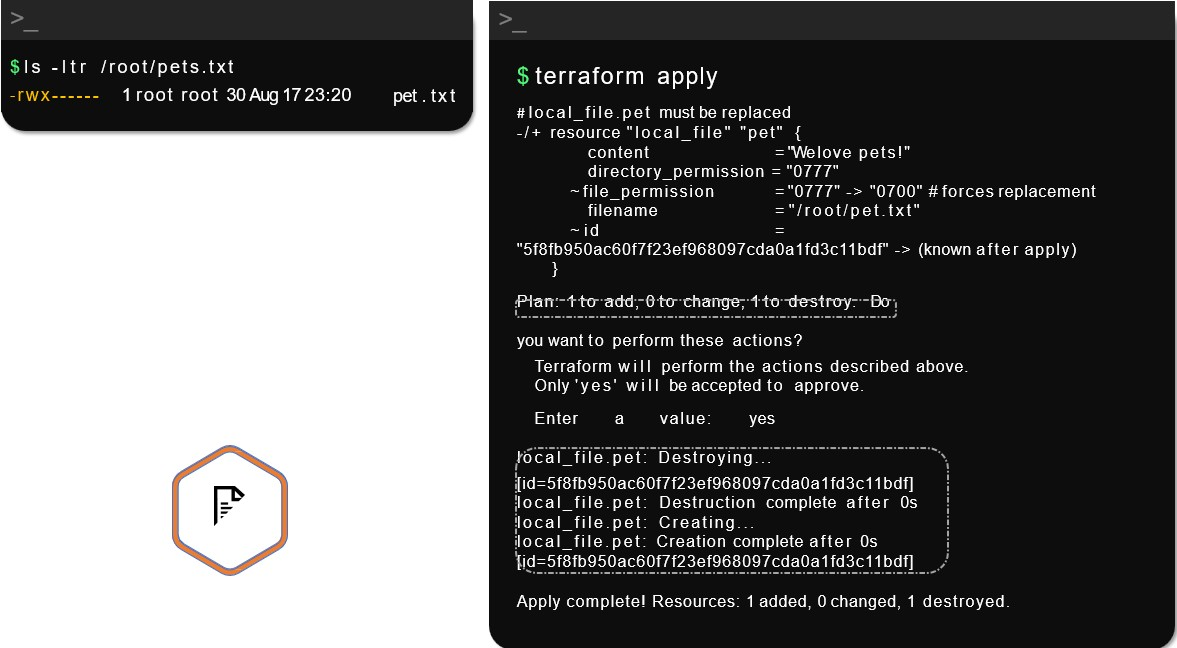 >_
$ls -ltr /root/pets.txt
-rwx------ 1 root root 30 Aug 17 23:20 pet.txt
>_
$ terraform apply
#local_file.pet must be replaced
-/+ resource "local_file" "pet" {
content ="Welove pets!"
directory_permission = "0777"
~file_permission ="0777" -> "0700" #forces replacement
filename ="/root/pet.txt"
~id =
"5f8fb950ac60f7f23ef968097cda0a1fd3c11bdf" -> (known after apply)
}
Plan: 1 to add, 0 to change, 1 to destroy. Do
you want to perform these actions?
Terraform will perform the actions described above.
Only 'yes' will be accepted to approve.
Enter a value: yes
local_file.pet: Destroying...
[id=5f8fb950ac60f7f23ef968097cda0a1fd3c11bdf]
local_file.pet: Destruction complete after 0s
local_file.pet: Creating...
local_file.pet: Creation complete after 0s
[id=5f8fb950ac60f7f23ef968097cda0a1fd3c11bdf]
Apply complete! Resources: 1 added, 0 changed, 1 destroyed.